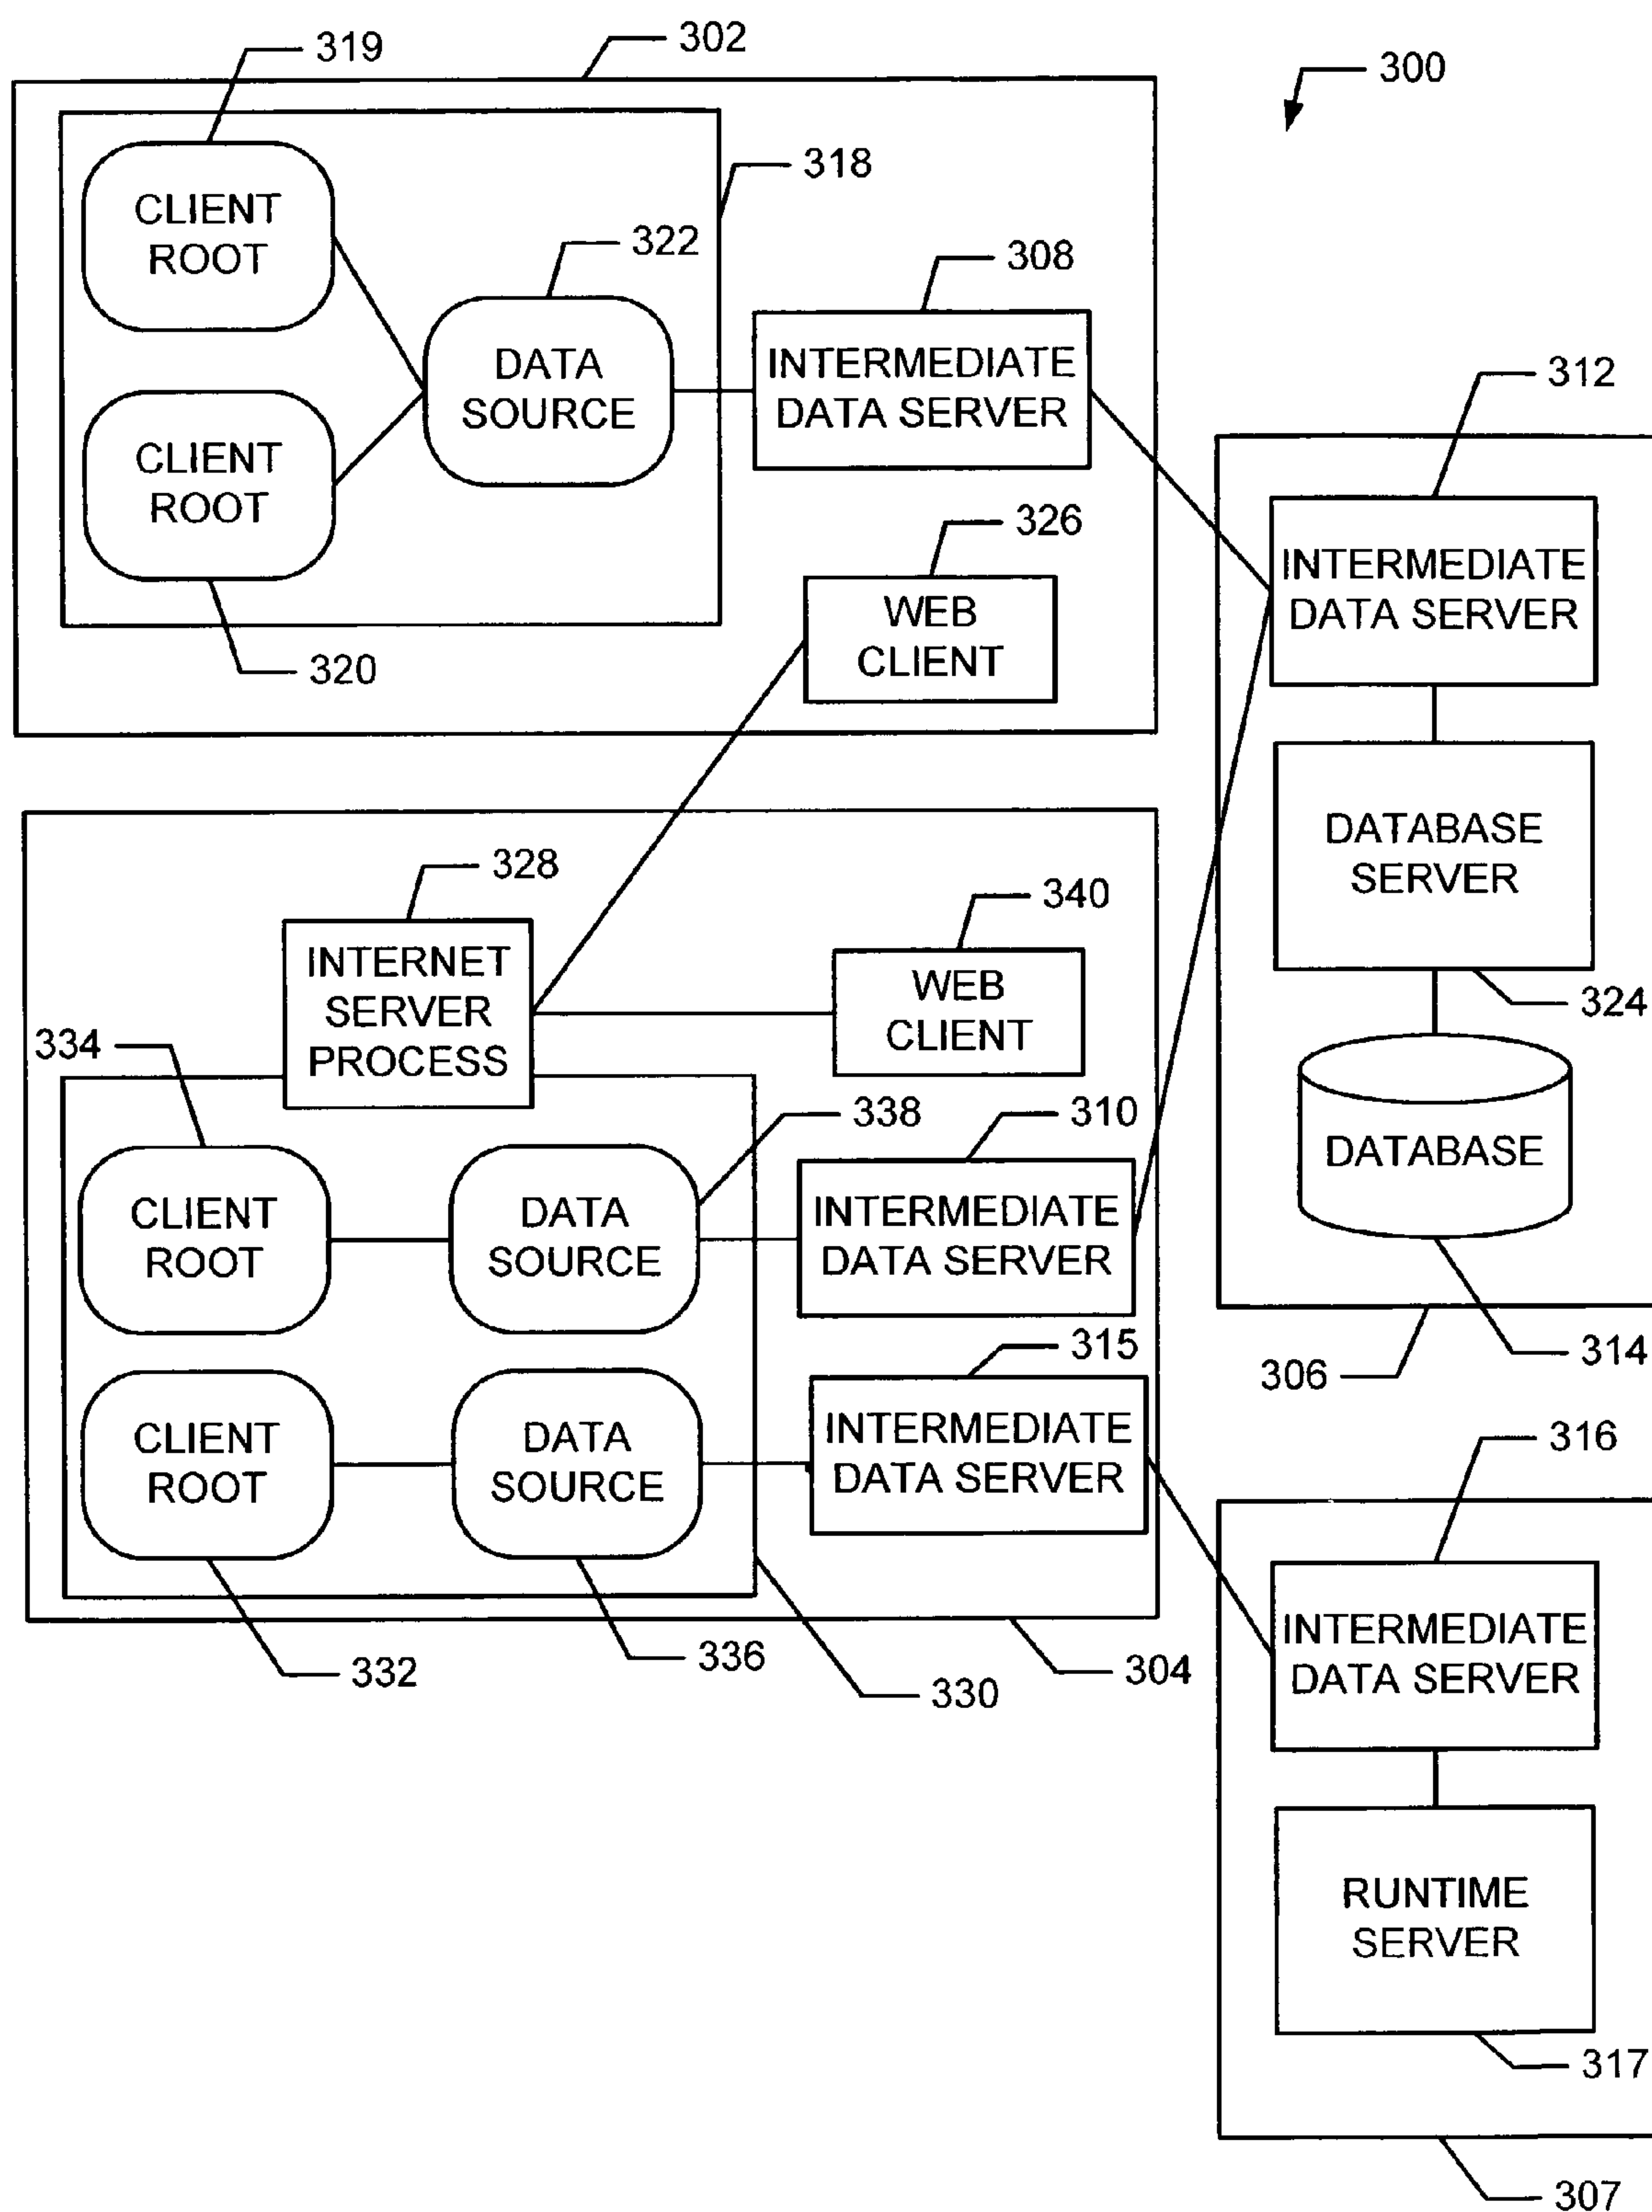 319
302
300
318
CLIENT
ROOT
322
308
DATA
SOURCE
INTERMEDIATE
DATA SERVER
312
CLIENT
ROOT
326
INTERMEDIATE
DATA SERVER
WEB
CLIENT
320
DATABASE
SERVER
328
340
INTERNET
SERVER
PROCESS
WEB
CLIENT
324
334
338
310
DATABASE
CLIENT
ROOT
DATA
SOURCE
INTERMEDIATE
DATA SERVER
315
314
306
CLIENT
ROOT
DATA
SOURCE
INTERMEDIATE
DATA SERVER
316
INTERMEDIATE
DATA SERVER
332
336
330
304
RUNTIME
SERVER
317
307